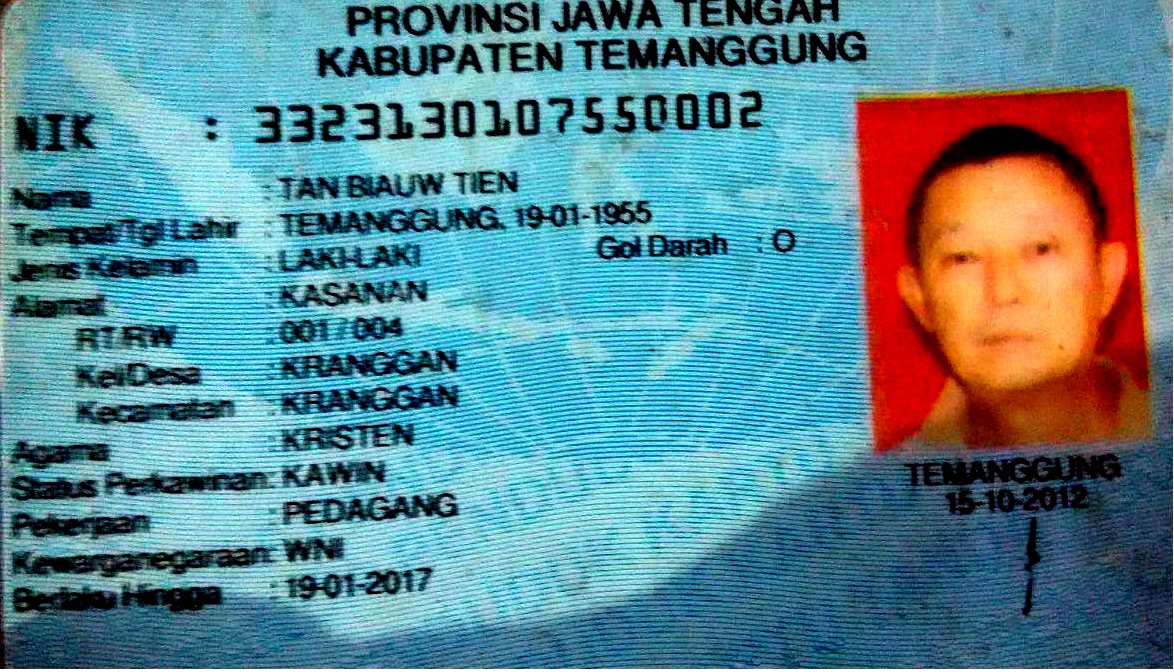 PROVINSI JAWA TENGAH
KABUPATEN TEMANGGUNG
NIK : 3323130107550002
Nama : TAN BIAUW TIEN
Tempat/Tgl Lahir : TEMANGGUNG, 19-01-1955
Jenis Kelamin : LAKI-LAKI Gol Darah : O
Alamat : KASANAN
RT/RW : 001 / 004
Kel/Desa : KRANGGAN
Kecamatan : KRANGGAN
Agama : KRISTEN
Status Perkawinan: KAWIN
Pekerjaan : PEDAGANG
Kewarganegaraan: WNI
Berlaku Hingga : 19-01-2017
TEMANGGUNG
15-10-2012